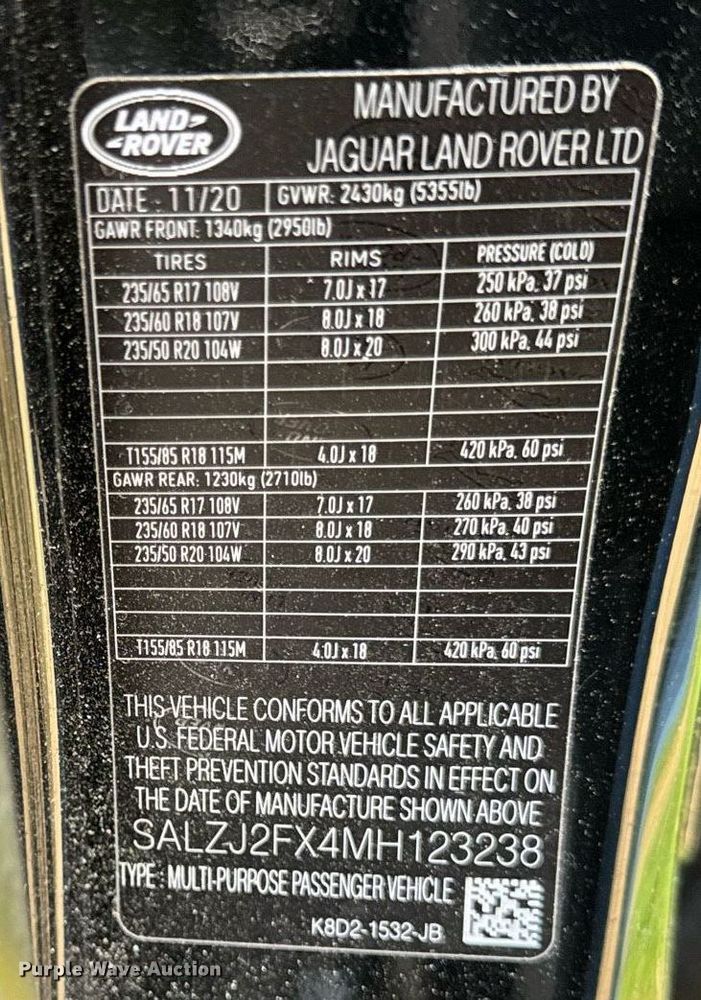 LAND-
-ROVER
MANUFACTURED BY
JAGUAR LAND ROVER LTD
DATE : 11/20 GVWR: 2430kg (5355lb)
GAWR FRONT: 1340kg (2950lb)
TIRES RIMS PRESSURE (COLD)
235/65 R17 108V 7.0J x 17 250 kPa, 37 psi
235/60 R18 107V 8.0J x 18 260 kPa, 38 psi
235/50 R20 104W 8.0J x 20 300 kPa, 44 psi
T155/85 R18 115M 4.0J x 18 420 kPa, 60 psi
GAWR REAR: 1230kg (2710lb)
235/65 R17 108V 7.0J x 17 260 kPa, 38 psi
235/60 R18 107V 8.0J x 18 270 kPa, 40 psi
235/50 R20 104W 8.0J x 20 290 kPa, 43 psi
T155/85 R18 115M 4.0J x 18 420 kPa, 60 psi
THIS VEHICLE CONFORMS TO ALL APPLICABLE
U.S. FEDERAL MOTOR VEHICLE SAFETY AND
THEFT PREVENTION STANDARDS IN EFFECT ON
THE DATE OF MANUFACTURE SHOWN ABOVE
SALZJ2FX4MH123238
TYPE : MULTI-PURPOSE PASSENGER VEHICLE
K8D2-1532-JB
Purple Wave Auction